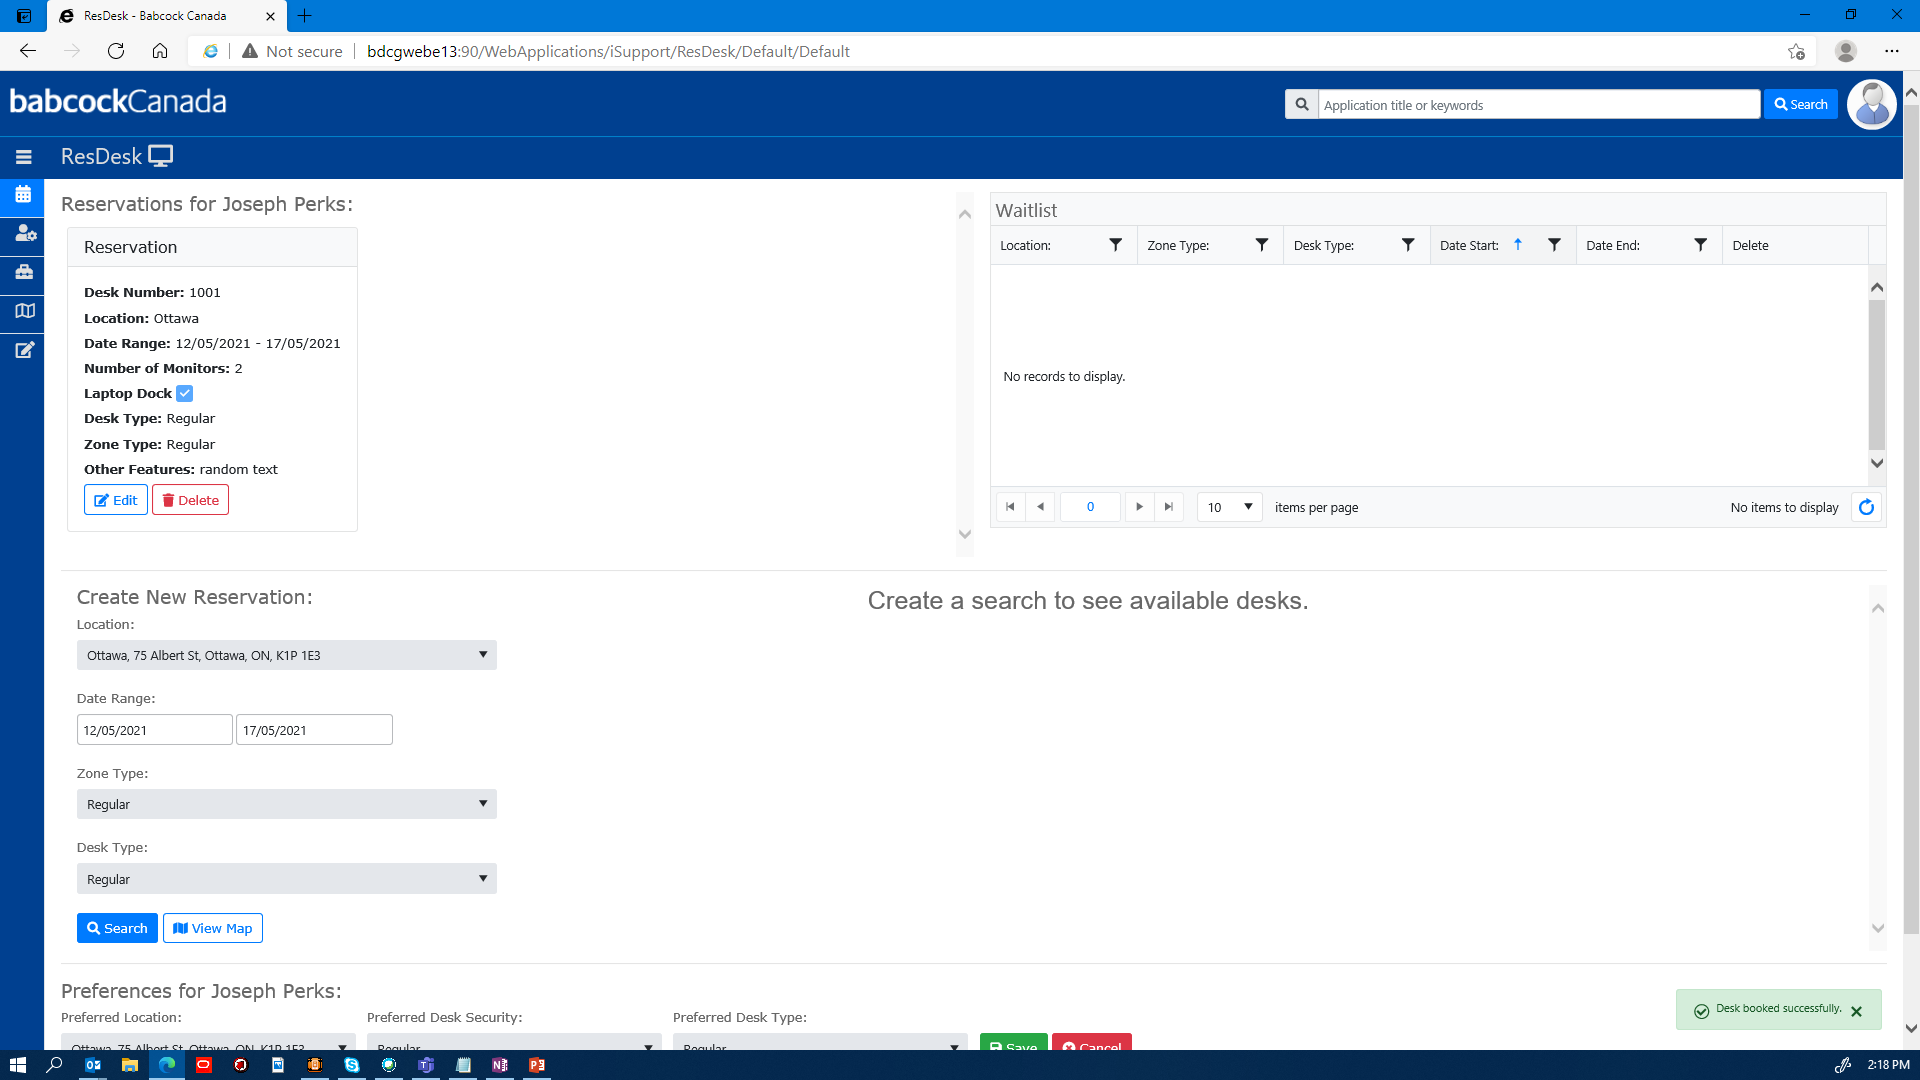 ResDesk - Babcock Canada
Not secure
bdcgwebe13:90/WebApplications/iSupport/ResDesk/Default/Default
babcockCanada
Application title or keywords
Search
ResDesk
Reservations for Joseph Perks:
Reservation
Desk Number: 1001
Location: Ottawa
Date Range: 12/05/2021 - 17/05/2021
Number of Monitors: 2
Laptop Dock
Desk Type: Regular
Zone Type: Regular
Other Features: random text
Edit Delete
Waitlist
Location: Zone Type: Desk Type: Date Start: Date End: Delete
No records to display.
0 10 items per page No items to display
Create New Reservation:
Location:
Ottawa, 75 Albert St, Ottawa, ON, K1P 1E3
Date Range:
12/05/2021 17/05/2021
Zone Type:
Regular
Desk Type:
Regular
Search View Map
Create a search to see available desks.
Preferences for Joseph Perks:
Preferred Location: Preferred Desk Security: Preferred Desk Type:
Ottawa, 75 Albert St, Ottawa, ON, K1P 1E3 Regular Regular Save Cancel
Desk booked successfully.
2:18 PM